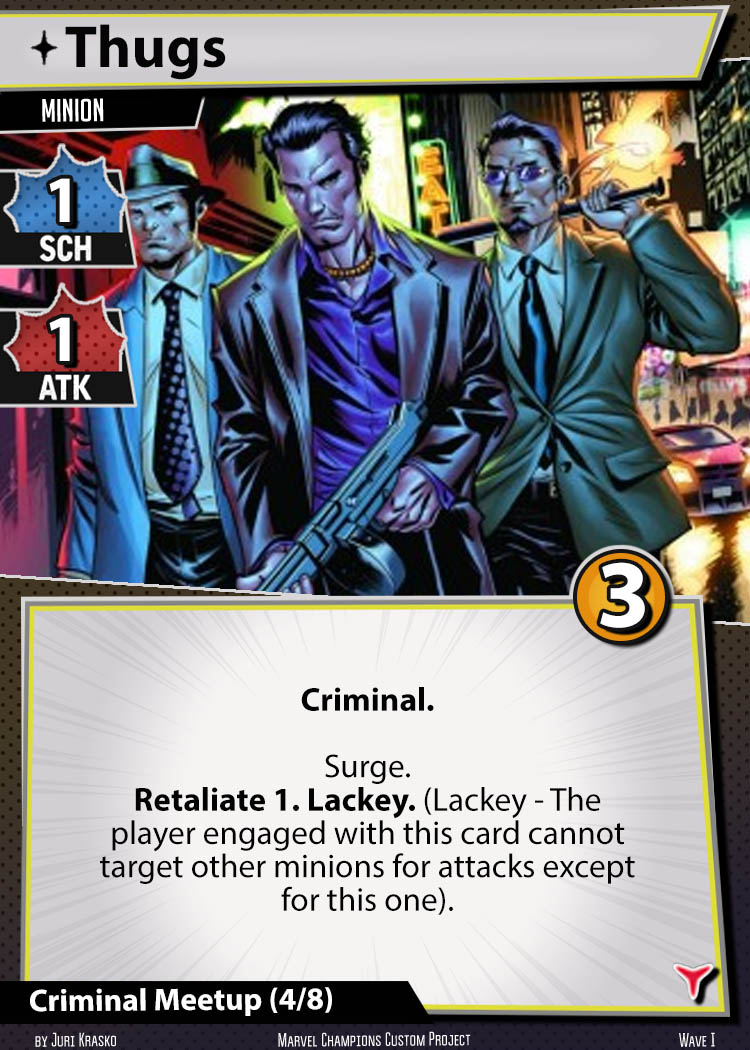 Thugs
MINION
1
SCH
1
ATK
EAT
3
Criminal.
Surge.
Retaliate 1. Lackey. (Lackey - The
player engaged with this card cannot
target other minions for attacks except
for this one).
Criminal Meetup (4/8)
BY JURI KRASKO
MARVEL CHAMPIONS CUSTOM PROJECT
WAVE I